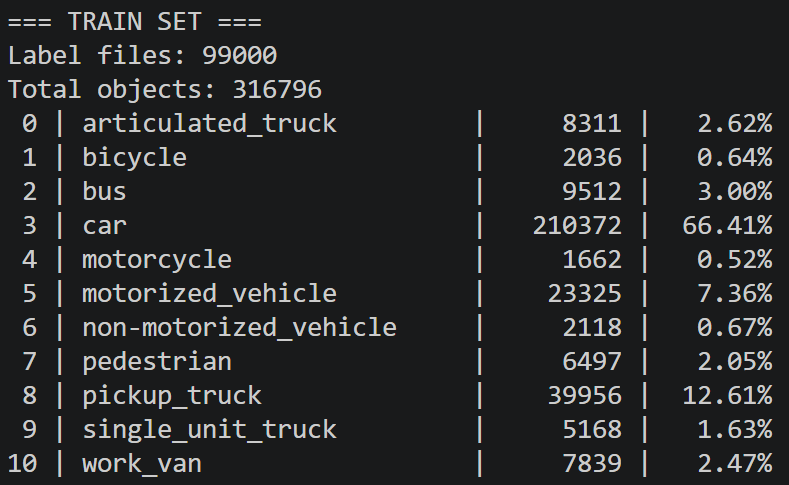 === TRAIN SET ===
Label files: 99000
Total objects: 316796
 0 | articulated_truck         |     8311 |   2.62%
 1 | bicycle                   |     2036 |   0.64%
 2 | bus                       |     9512 |   3.00%
 3 | car                       |   210372 |  66.41%
 4 | motorcycle                |     1662 |   0.52%
 5 | motorized_vehicle         |    23325 |   7.36%
 6 | non-motorized_vehicle     |     2118 |   0.67%
 7 | pedestrian                |     6497 |   2.05%
 8 | pickup_truck              |    39956 |  12.61%
 9 | single_unit_truck         |     5168 |   1.63%
10 | work_van                  |     7839 |   2.47%